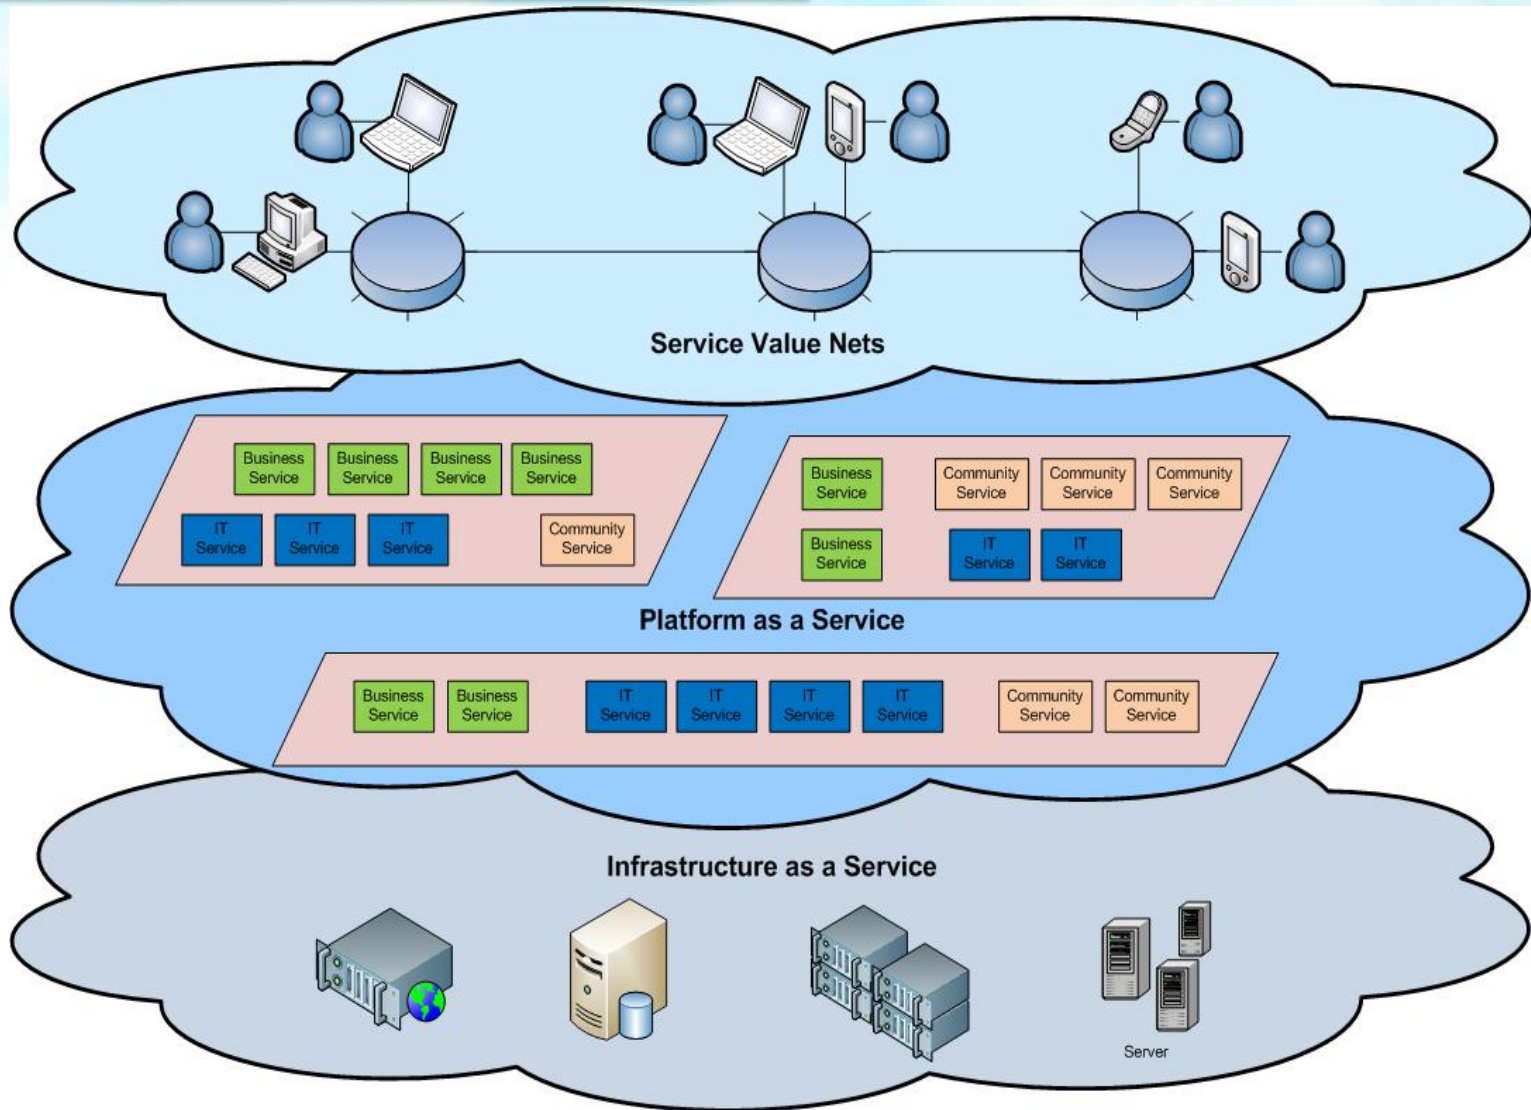 Service Value Nets
Business
Service
Business
Service
Business
Service
Business
Service
IT
Service
IT
Service
IT
Service
Community
Service
Business
Service
Community
Service
Community
Service
Community
Service
Business
Service
IT
Service
IT
Service
Platform as a Service
Business
Service
Business
Service
IT
Service
IT
Service
IT
Service
IT
Service
Community
Service
Community
Service
Infrastructure as a Service
Server